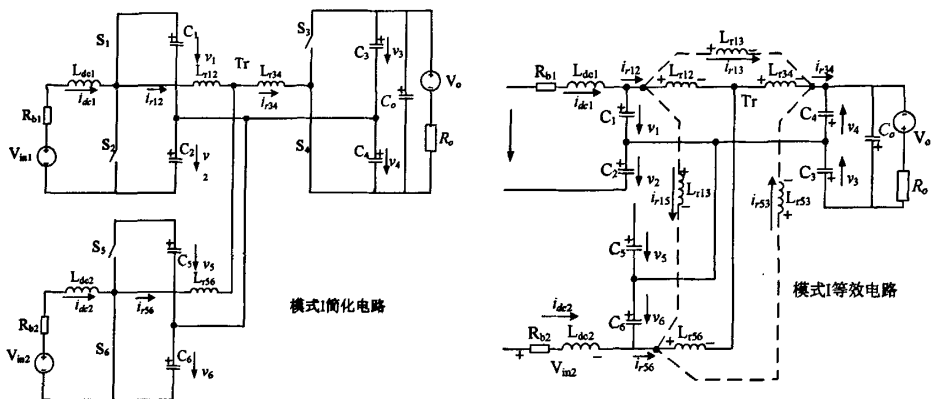 S1
C1
v1
Lr12
Tr
Lr34
S3
C3
v3
Ldc1
idc1
ir12
ir34
Co
Vo
Rb1
Vin1
S2
C2
v
2
S4
C4
v4
Ro
S5
C5
v5
Lr56
Ldc2
idc2
ir56
Rb2
Vin2
S6
C6
v6
模式I简化电路
Lr13
ir13
Rb1
Ldc1
idc1
ir12
Lr12
Tr
Lr34
ir34
C1
v1
C4
v4
Co
Vo
C2
v2
C3
v3
Ro
ir15
Lr13
ir53
Lr53
C5
v5
C6
v6
idc2
Rb2
Ldc2
Vin2
ir56
Lr56
模式I等效电路